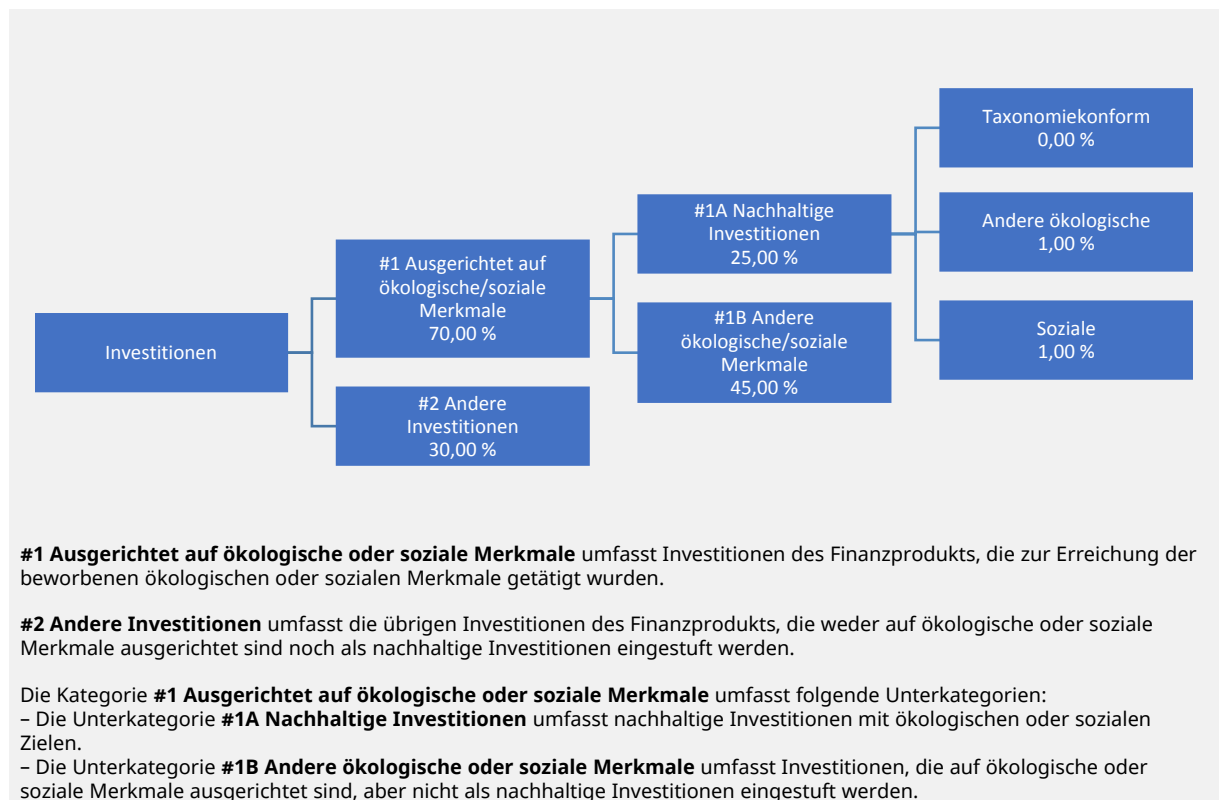 Investitionen
#1 Ausgerichtet auf
ökologische/soziale
Merkmale
70,00 %
#2 Andere
Investitionen
30,00 %
#1A Nachhaltige
Investitionen
25,00 %
#1B Andere
ökologische/soziale
Merkmale
45,00 %
Taxonomiekonform
0,00 %
Andere ökologische
1,00 %
Soziale
1,00 %
#1 Ausgerichtet auf ökologische oder soziale Merkmale umfasst Investitionen des Finanzprodukts, die zur Erreichung der
beworbenen ökologischen oder sozialen Merkmale getätigt wurden.
#2 Andere Investitionen umfasst die übrigen Investitionen des Finanzprodukts, die weder auf ökologische oder soziale
Merkmale ausgerichtet sind noch als nachhaltige Investitionen eingestuft werden.
Die Kategorie #1 Ausgerichtet auf ökologische oder soziale Merkmale umfasst folgende Unterkategorien:
– Die Unterkategorie #1A Nachhaltige Investitionen umfasst nachhaltige Investitionen mit ökologischen oder sozialen
Zielen.
– Die Unterkategorie #1B Andere ökologische oder soziale Merkmale umfasst Investitionen, die auf ökologische oder
soziale Merkmale ausgerichtet sind, aber nicht als nachhaltige Investitionen eingestuft werden.